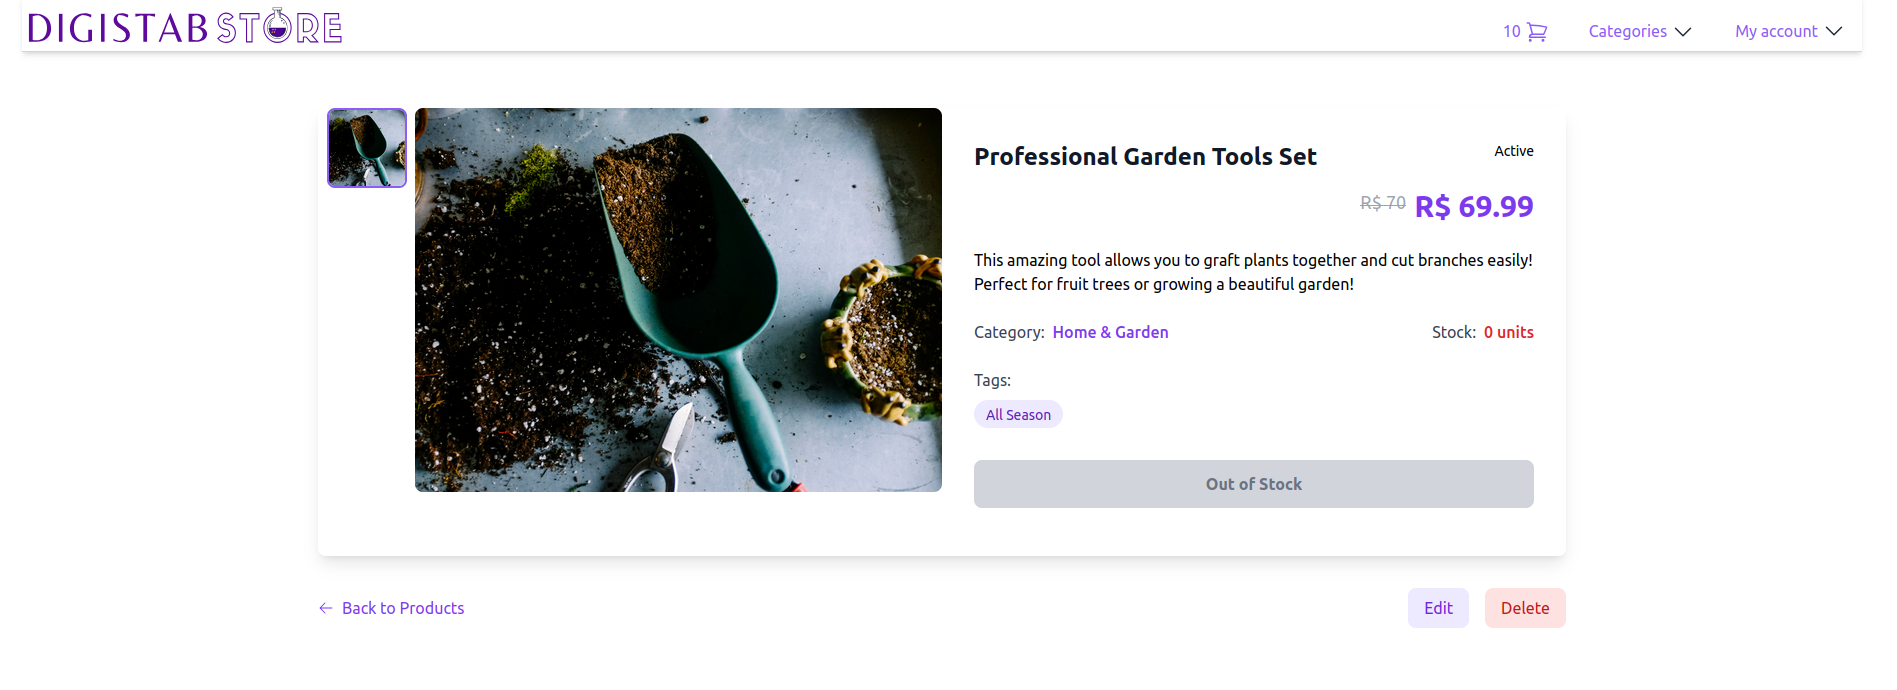 DIGISTAB STORE
10
Categories
My account
Professional Garden Tools Set
Active
R$ 70 R$ 69.99
This amazing tool allows you to graft plants together and cut branches easily!
Perfect for fruit trees or growing a beautiful garden!
Category: Home & Garden
Stock: 0 units
Tags:
All Season
Out of Stock
Back to Products
Edit
Delete